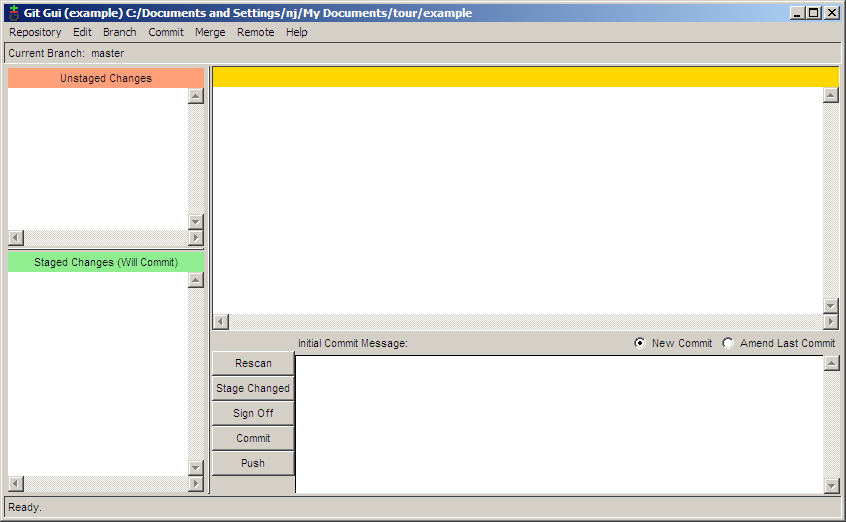 Git Gui (example) C:/Documents and Settings/nj/My Documents/tour/example
Repository Edit Branch Commit Merge Remote Help
Current Branch: master
Unstaged Changes
Staged Changes (Will Commit)
Initial Commit Message: New Commit Amend Last Commit
Rescan
Stage Changed
Sign Off
Commit
Push
Ready.